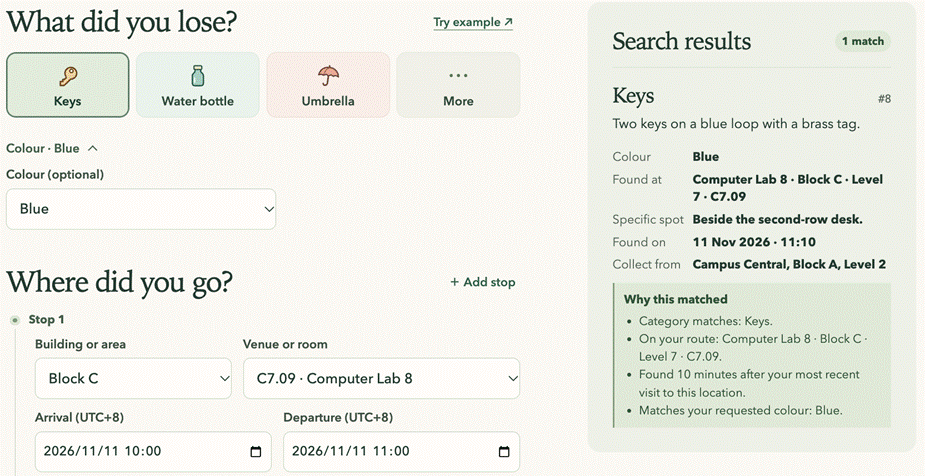 What did you lose?
Try example ↗
Keys
Water bottle
Umbrella
More
Colour · Blue
Colour (optional)
Blue
Where did you go?
+ Add stop
Stop 1
Building or area
Venue or room
Block C
C7.09 · Computer Lab 8
Arrival (UTC+8)
Departure (UTC+8)
2026/11/11 10:00
2026/11/11 11:00
Search results
1 match
Keys
#8
Two keys on a blue loop with a brass tag.
Colour Blue
Found at Computer Lab 8 · Block C · Level
7 · C7.09
Specific spot Beside the second-row desk.
Found on 11 Nov 2026 · 11:10
Collect from Campus Central, Block A, Level 2
Why this matched
• Category matches: Keys.
• On your route: Computer Lab 8 · Block C ·
Level 7 · C7.09.
• Found 10 minutes after your most recent
visit to this location.
• Matches your requested colour: Blue.